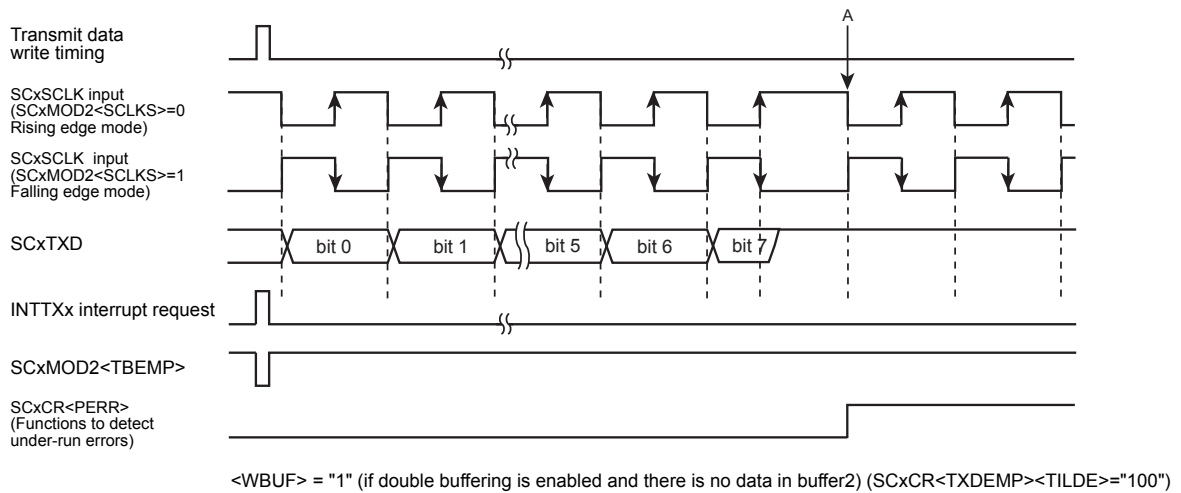 A
Transmit data
write timing
SCxSCLK input
(SCxMOD2<SCLKS>=0
Rising edge mode)
SCxSCLK input
(SCxMOD2<SCLKS>=1
Falling edge mode)
SCxTXD
bit 0
bit 1
bit 5
bit 6
bit 7
INTTXx interrupt request
SCxMOD2<TBEMP>
SCxCR<PERR>
(Functions to detect
under-run errors)
<WBUF> = "1" (if double buffering is enabled and there is no data in buffer2) (SCxCR<TXDEMP><TILDE>="100")